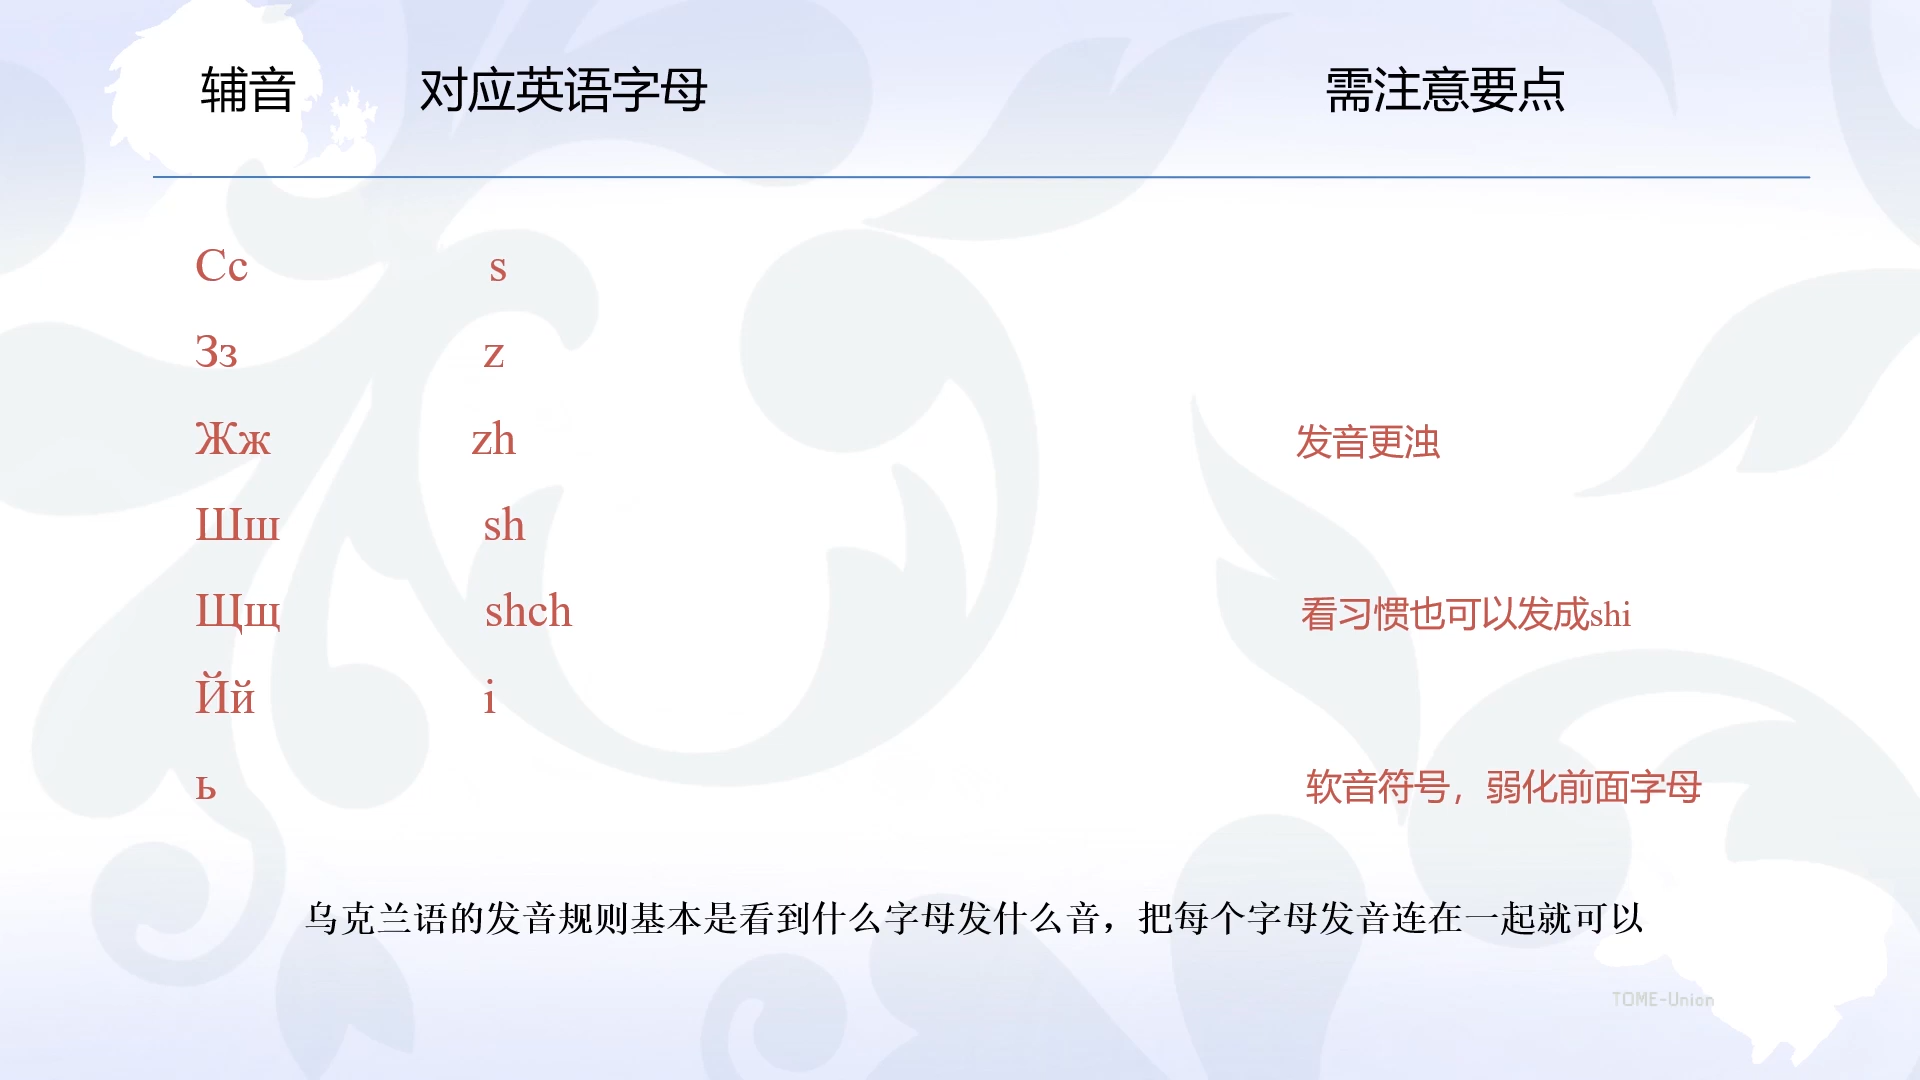 辅音 对应英语字母 需注意要点
Сс s
Зз z
Жж zh 发音更浊
Шш sh
Щщ shch 看习惯也可以发成shi
Йй i
ь 软音符号，弱化前面字母
乌克兰语的发音规则基本是看到什么字母发什么音，把每个字母发音连在一起就可以
TOME-Union